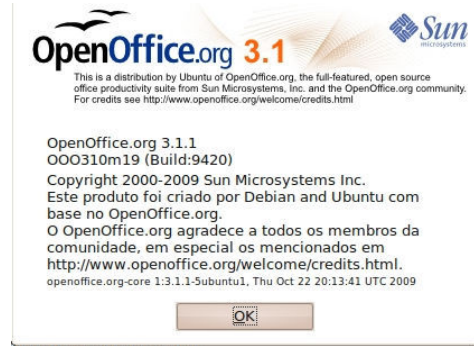 OpenOffice.org 3.1
Sun
microsystems
This is a distribution by Ubuntu of OpenOffice.org, the full-featured, open source
office productivity suite from Sun Microsystems, Inc. and the OpenOffice.org community.
For credits see http://www.openoffice.org/welcome/credits.html
OpenOffice.org 3.1.1
OOO310m19 (Build:9420)
Copyright 2000-2009 Sun Microsystems Inc.
Este produto foi criado por Debian and Ubuntu com
base no OpenOffice.org.
O OpenOffice.org agradece a todos os membros da
comunidade, em especial os mencionados em
http://www.openoffice.org/welcome/credits.html.
openoffice.org-core 1:3.1.1-5ubuntu1, Thu Oct 22 20:13:41 UTC 2009
OK